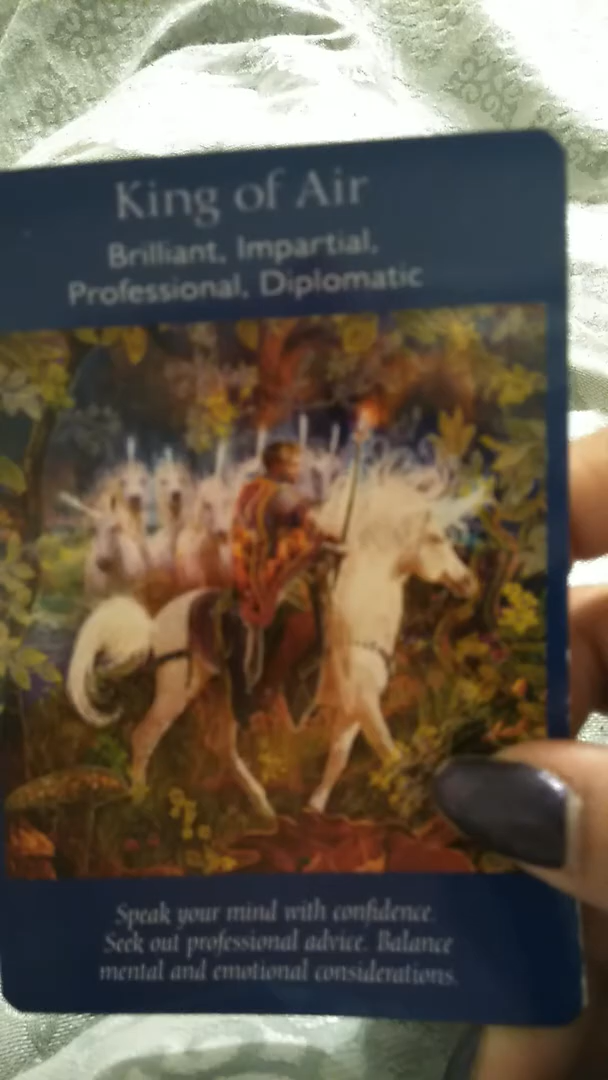 King of Air
Brilliant, Impartial,
Professional, Diplomatic
Speak your mind with confidence.
Seek out professional advice. Balance
mental and emotional considerations.